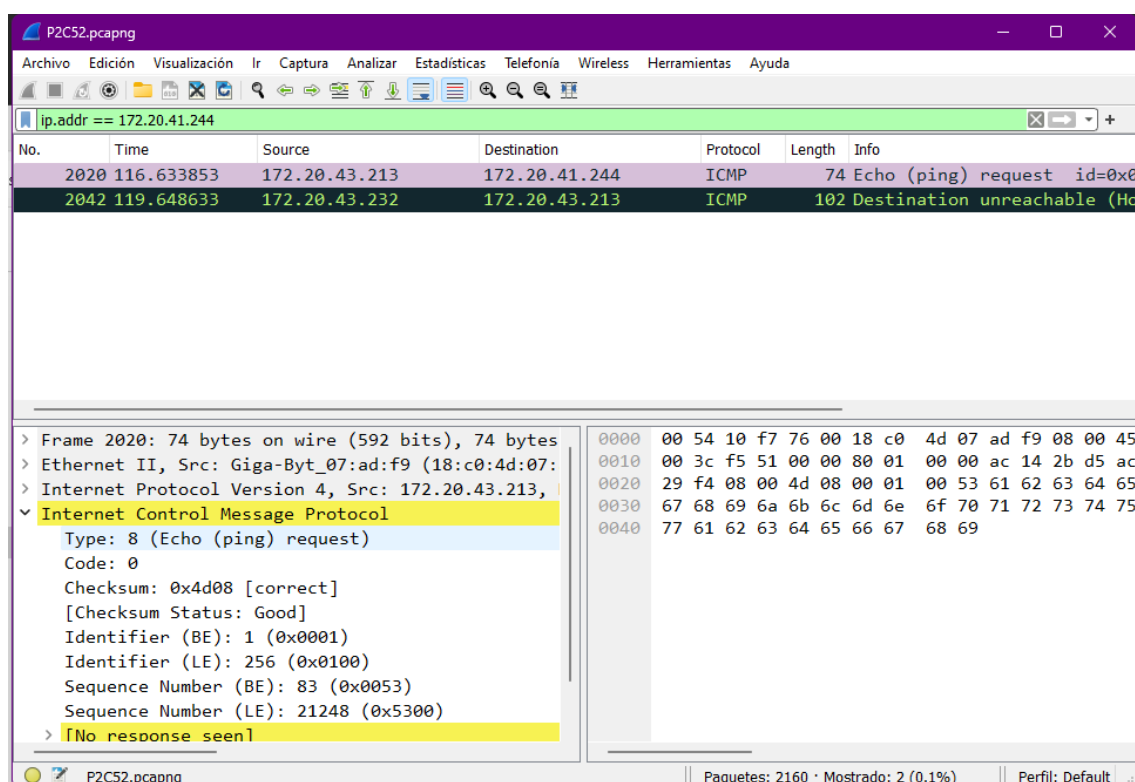 P2C52.pcapng
Archivo Edición Visualización Ir Captura Analizar Estadísticas Telefonía Wireless Herramientas Ayuda
ip.addr == 172.20.41.244
No. Time Source Destination Protocol Length Info
2020 116.633853 172.20.43.213 172.20.41.244 ICMP 74 Echo (ping) request id=0x0
2042 119.648633 172.20.43.232 172.20.43.213 ICMP 102 Destination unreachable (Ho
Frame 2020: 74 bytes on wire (592 bits), 74 bytes
Ethernet II, Src: Giga-Byt_07:ad:f9 (18:c0:4d:07:
Internet Protocol Version 4, Src: 172.20.43.213,
Internet Control Message Protocol
Type: 8 (Echo (ping) request)
Code: 0
Checksum: 0x4d08 [correct]
[Checksum Status: Good]
Identifier (BE): 1 (0x0001)
Identifier (LE): 256 (0x0100)
Sequence Number (BE): 83 (0x0053)
Sequence Number (LE): 21248 (0x5300)
[No response seen]
0000 00 54 10 f7 76 00 18 c0 4d 07 ad f9 08 00 45
0010 00 3c f5 51 00 00 80 01 00 00 ac 14 2b d5 ac
0020 29 f4 08 00 4d 08 00 01 00 53 61 62 63 64 65
0030 67 68 69 6a 6b 6c 6d 6e 6f 70 71 72 73 74 75
0040 77 61 62 63 64 65 66 67 68 69
P2C52.pcapng Paquetes: 2160 · Mostrado: 2 (0.1%) Perfil: Default